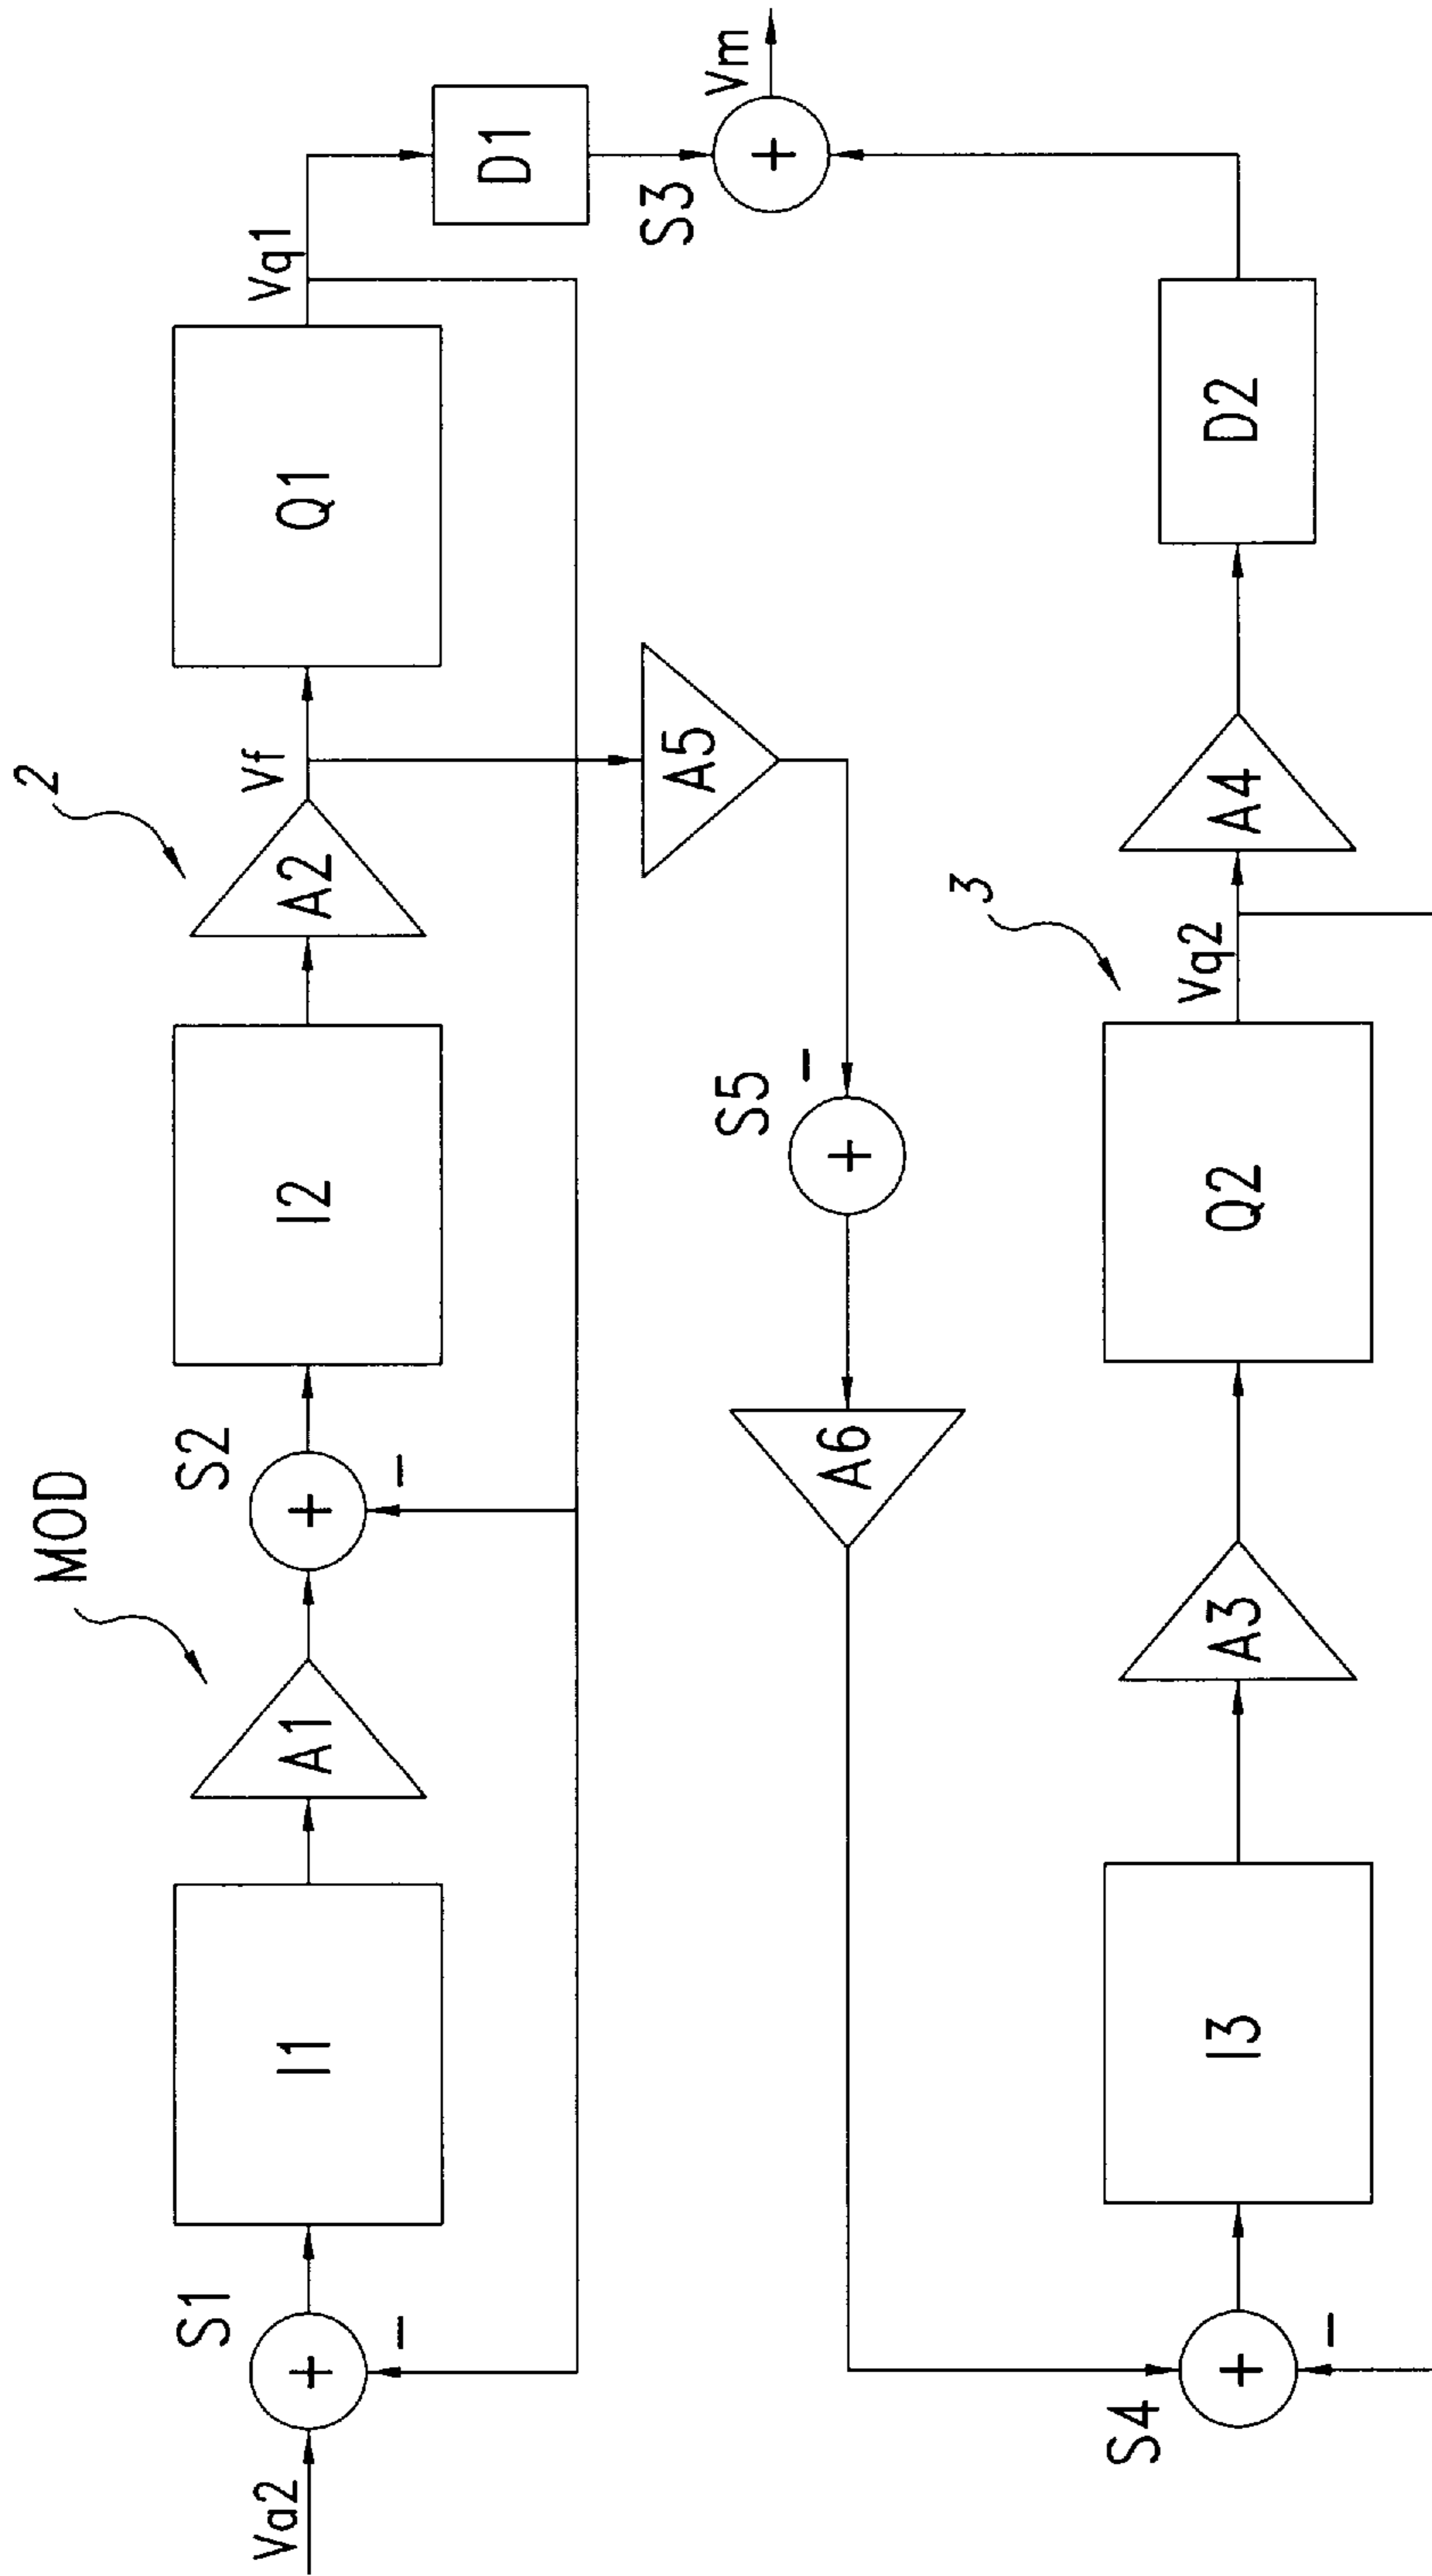 MOD
2
Va2
S1
I1
A1
S2
I2
A2
Vf
Q1
Vq1
D1
S3
Vm
+
+
-
-
+
A5
-
S5
+
A6
3
S4
+
-
I3
A3
Q2
Vq2
A4
D2